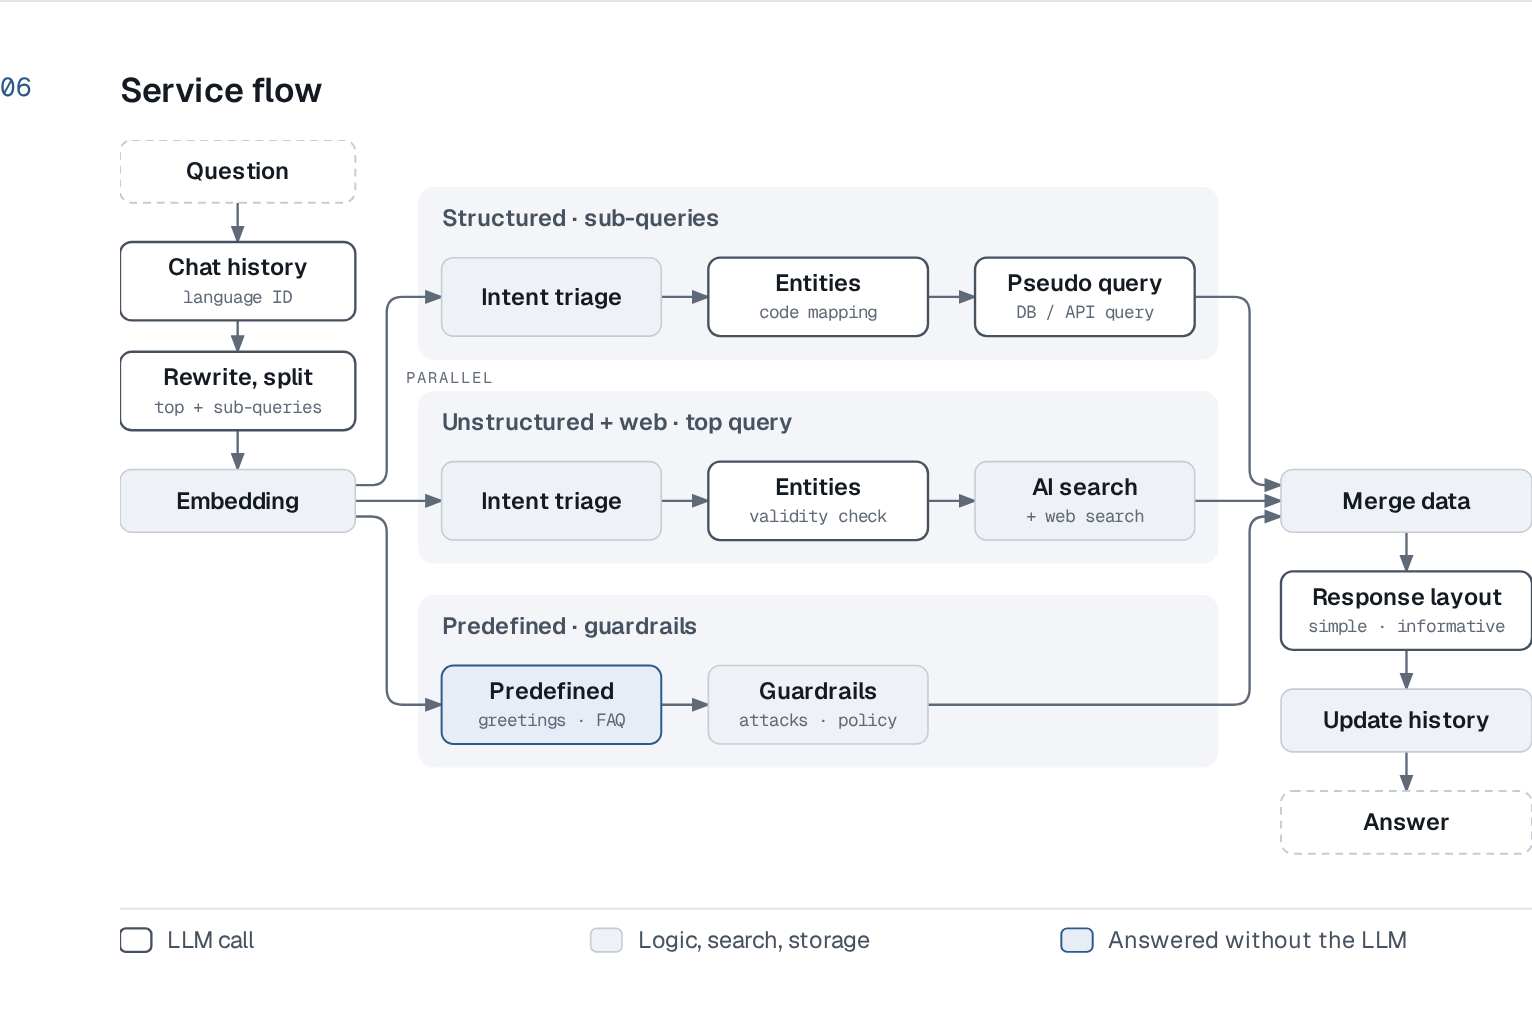 06
Service flow
Question
Chat history
language ID
Rewrite, split
top + sub-queries
Embedding
PARALLEL
Structured · sub-queries
Intent triage
Entities
code mapping
Pseudo query
DB / API query
Unstructured + web · top query
Intent triage
Entities
validity check
AI search
+ web search
Predefined · guardrails
Predefined
greetings · FAQ
Guardrails
attacks · policy
Merge data
Response layout
simple · informative
Update history
Answer
LLM call
Logic, search, storage
Answered without the LLM